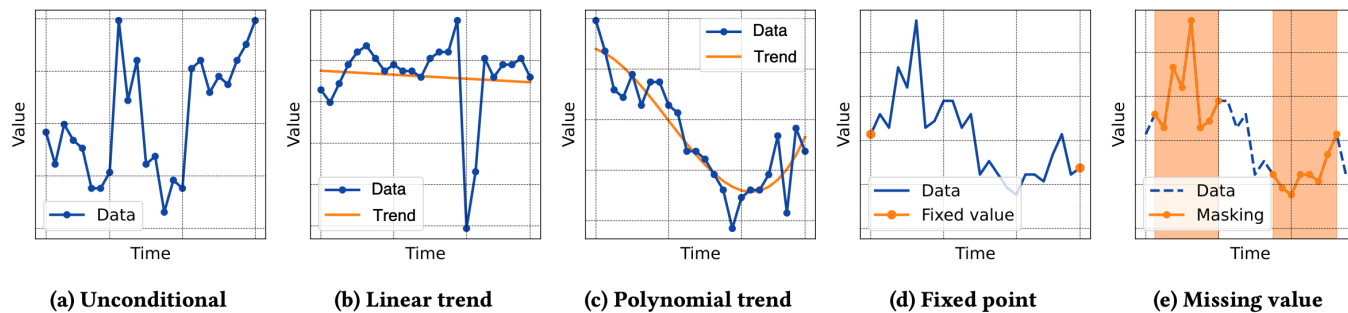 Value
Data
Time
(a) Unconditional
Value
Data
Trend
Time
(b) Linear trend
Value
Data
Trend
Time
(c) Polynomial trend
Value
Data
Fixed value
Time
(d) Fixed point
Value
Data
Masking
Time
(e) Missing value